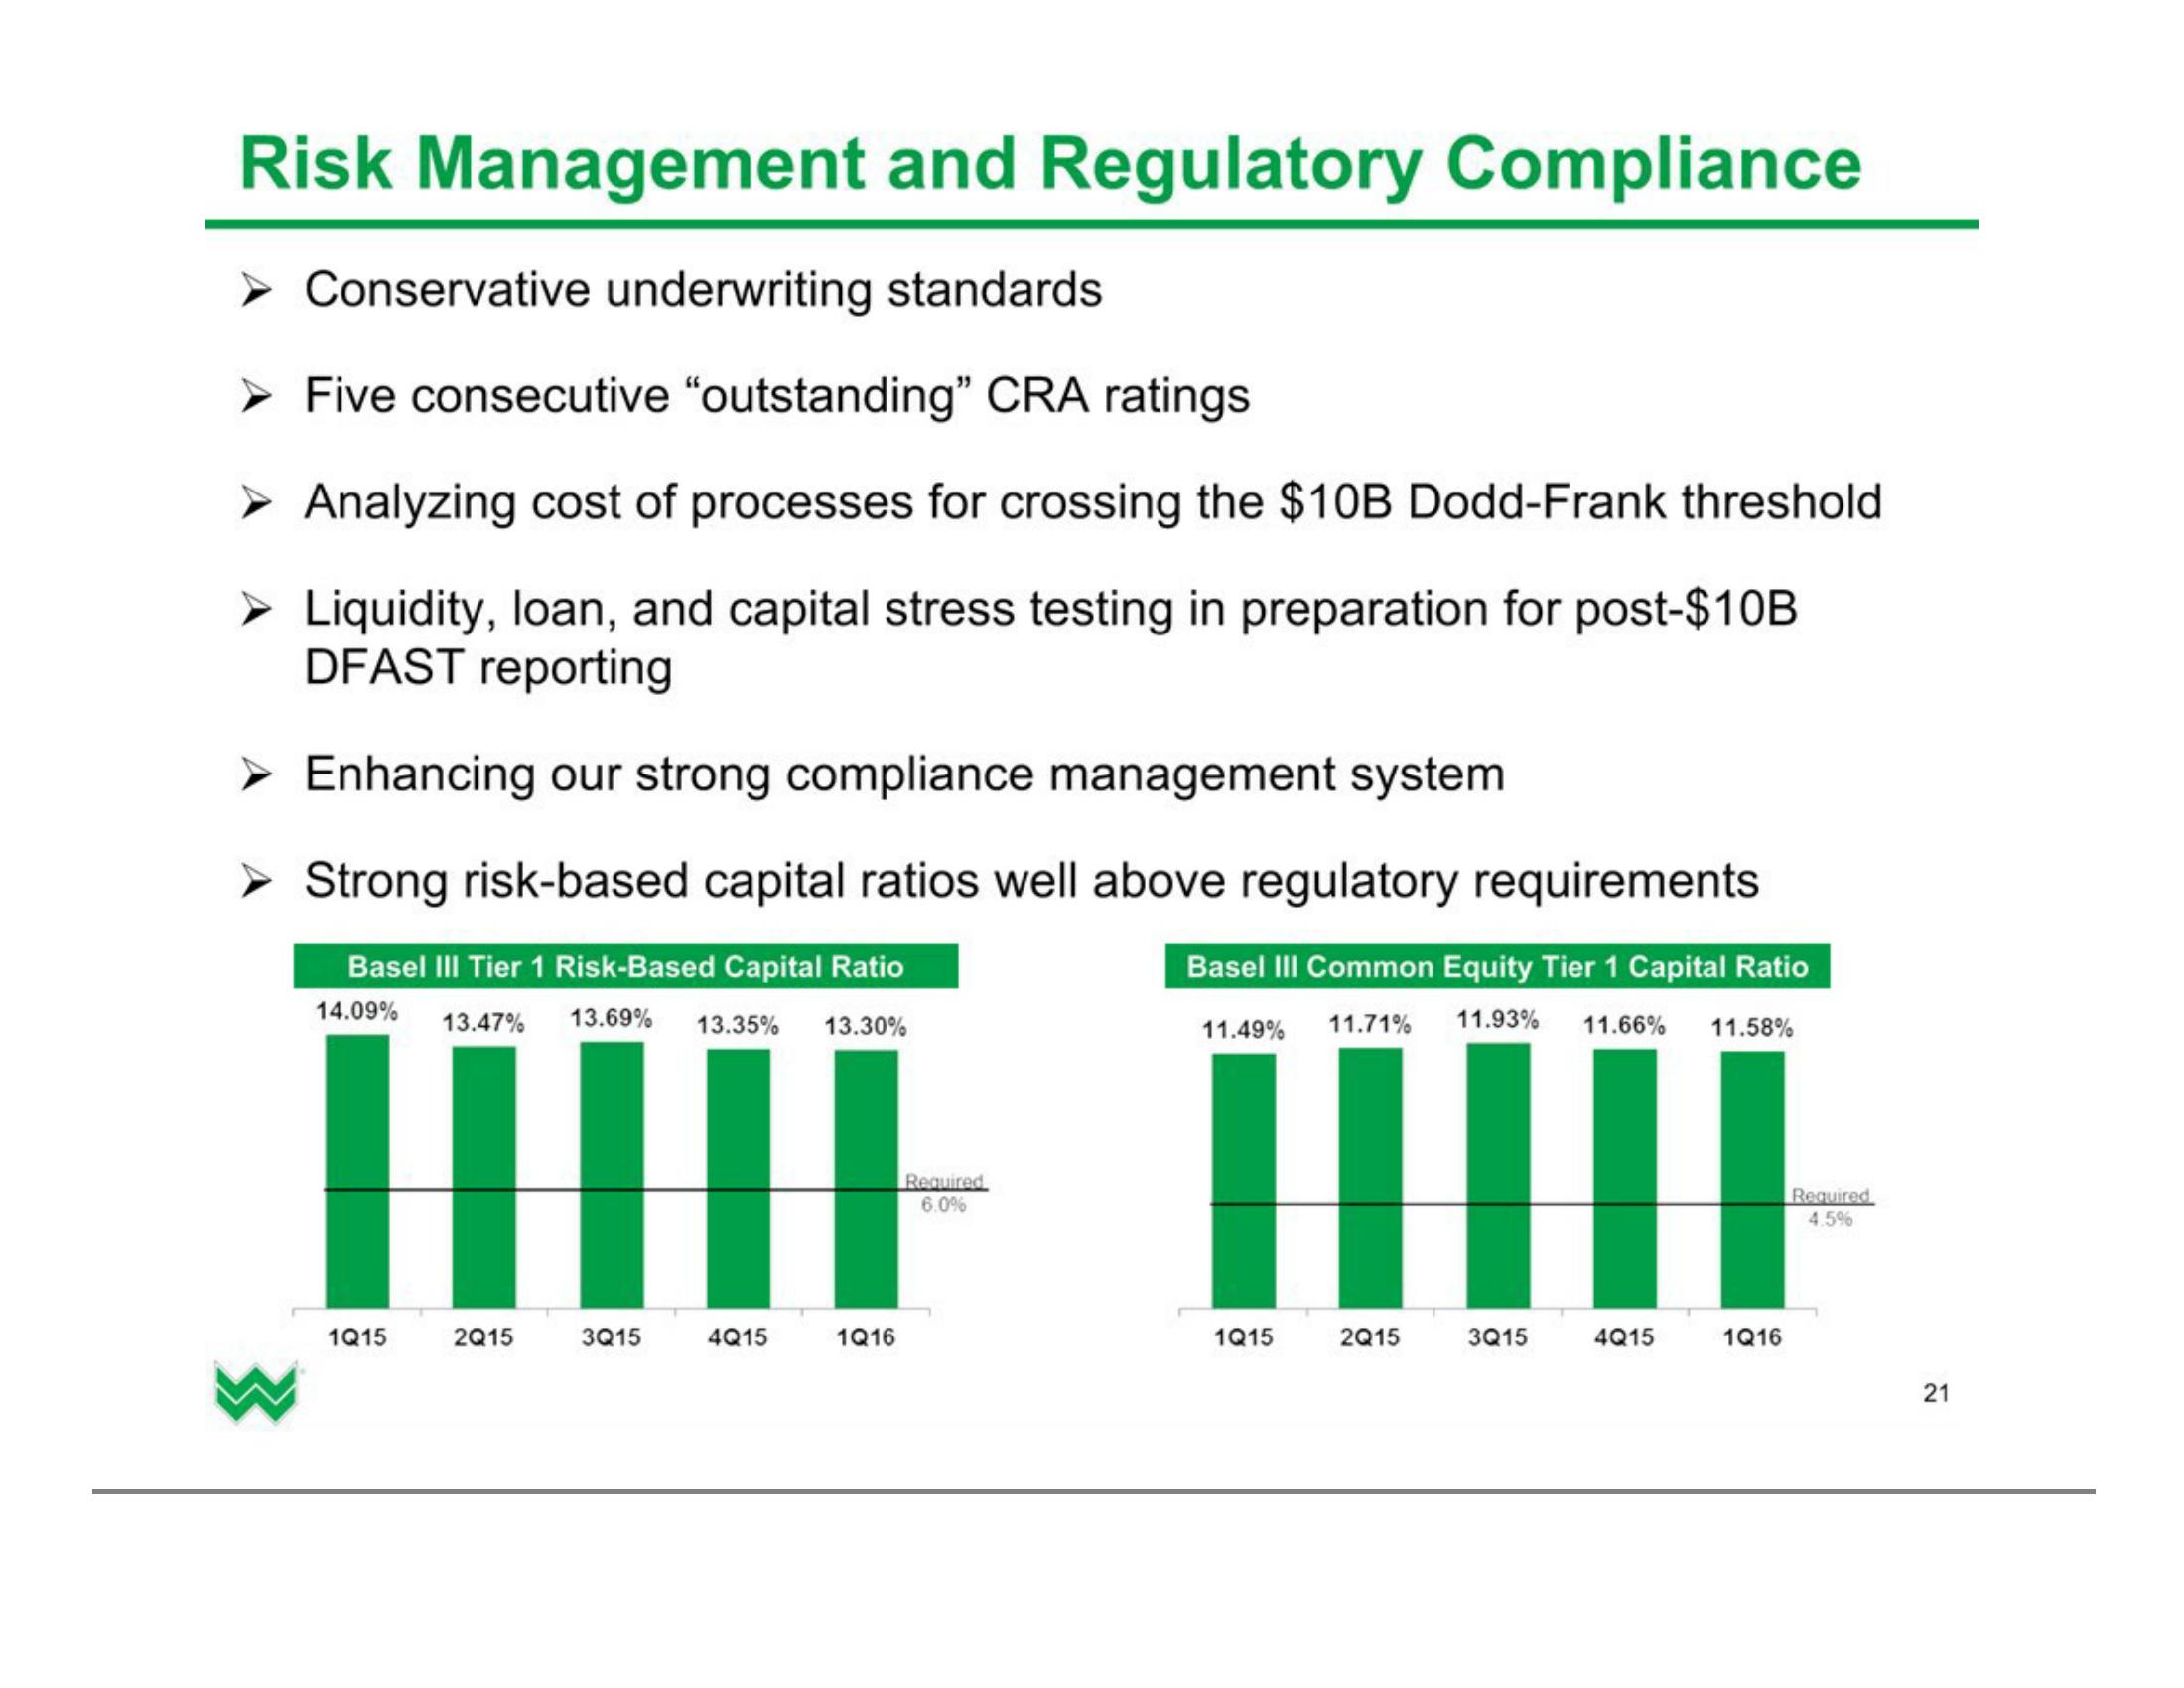 Risk Management and Regulatory Compliance
Conservative underwriting standards
Five consecutive “outstanding” CRA ratings
Analyzing cost of processes for crossing the $10B Dodd-Frank threshold
Liquidity, loan, and capital stress testing in preparation for post-$10B
DFAST reporting
Enhancing our strong compliance management system
Strong risk-based capital ratios well above regulatory requirements
Basel III Tier 1 Risk-Based Capital Ratio
14.09% 13.47% 13.69% 13.35% 13.30%
Required
6.0%
1Q15 2Q15 3Q15 4Q15 1Q16
Basel III Common Equity Tier 1 Capital Ratio
11.49% 11.71% 11.93% 11.66% 11.58%
Required
4.5%
1Q15 2Q15 3Q15 4Q15 1Q16
21